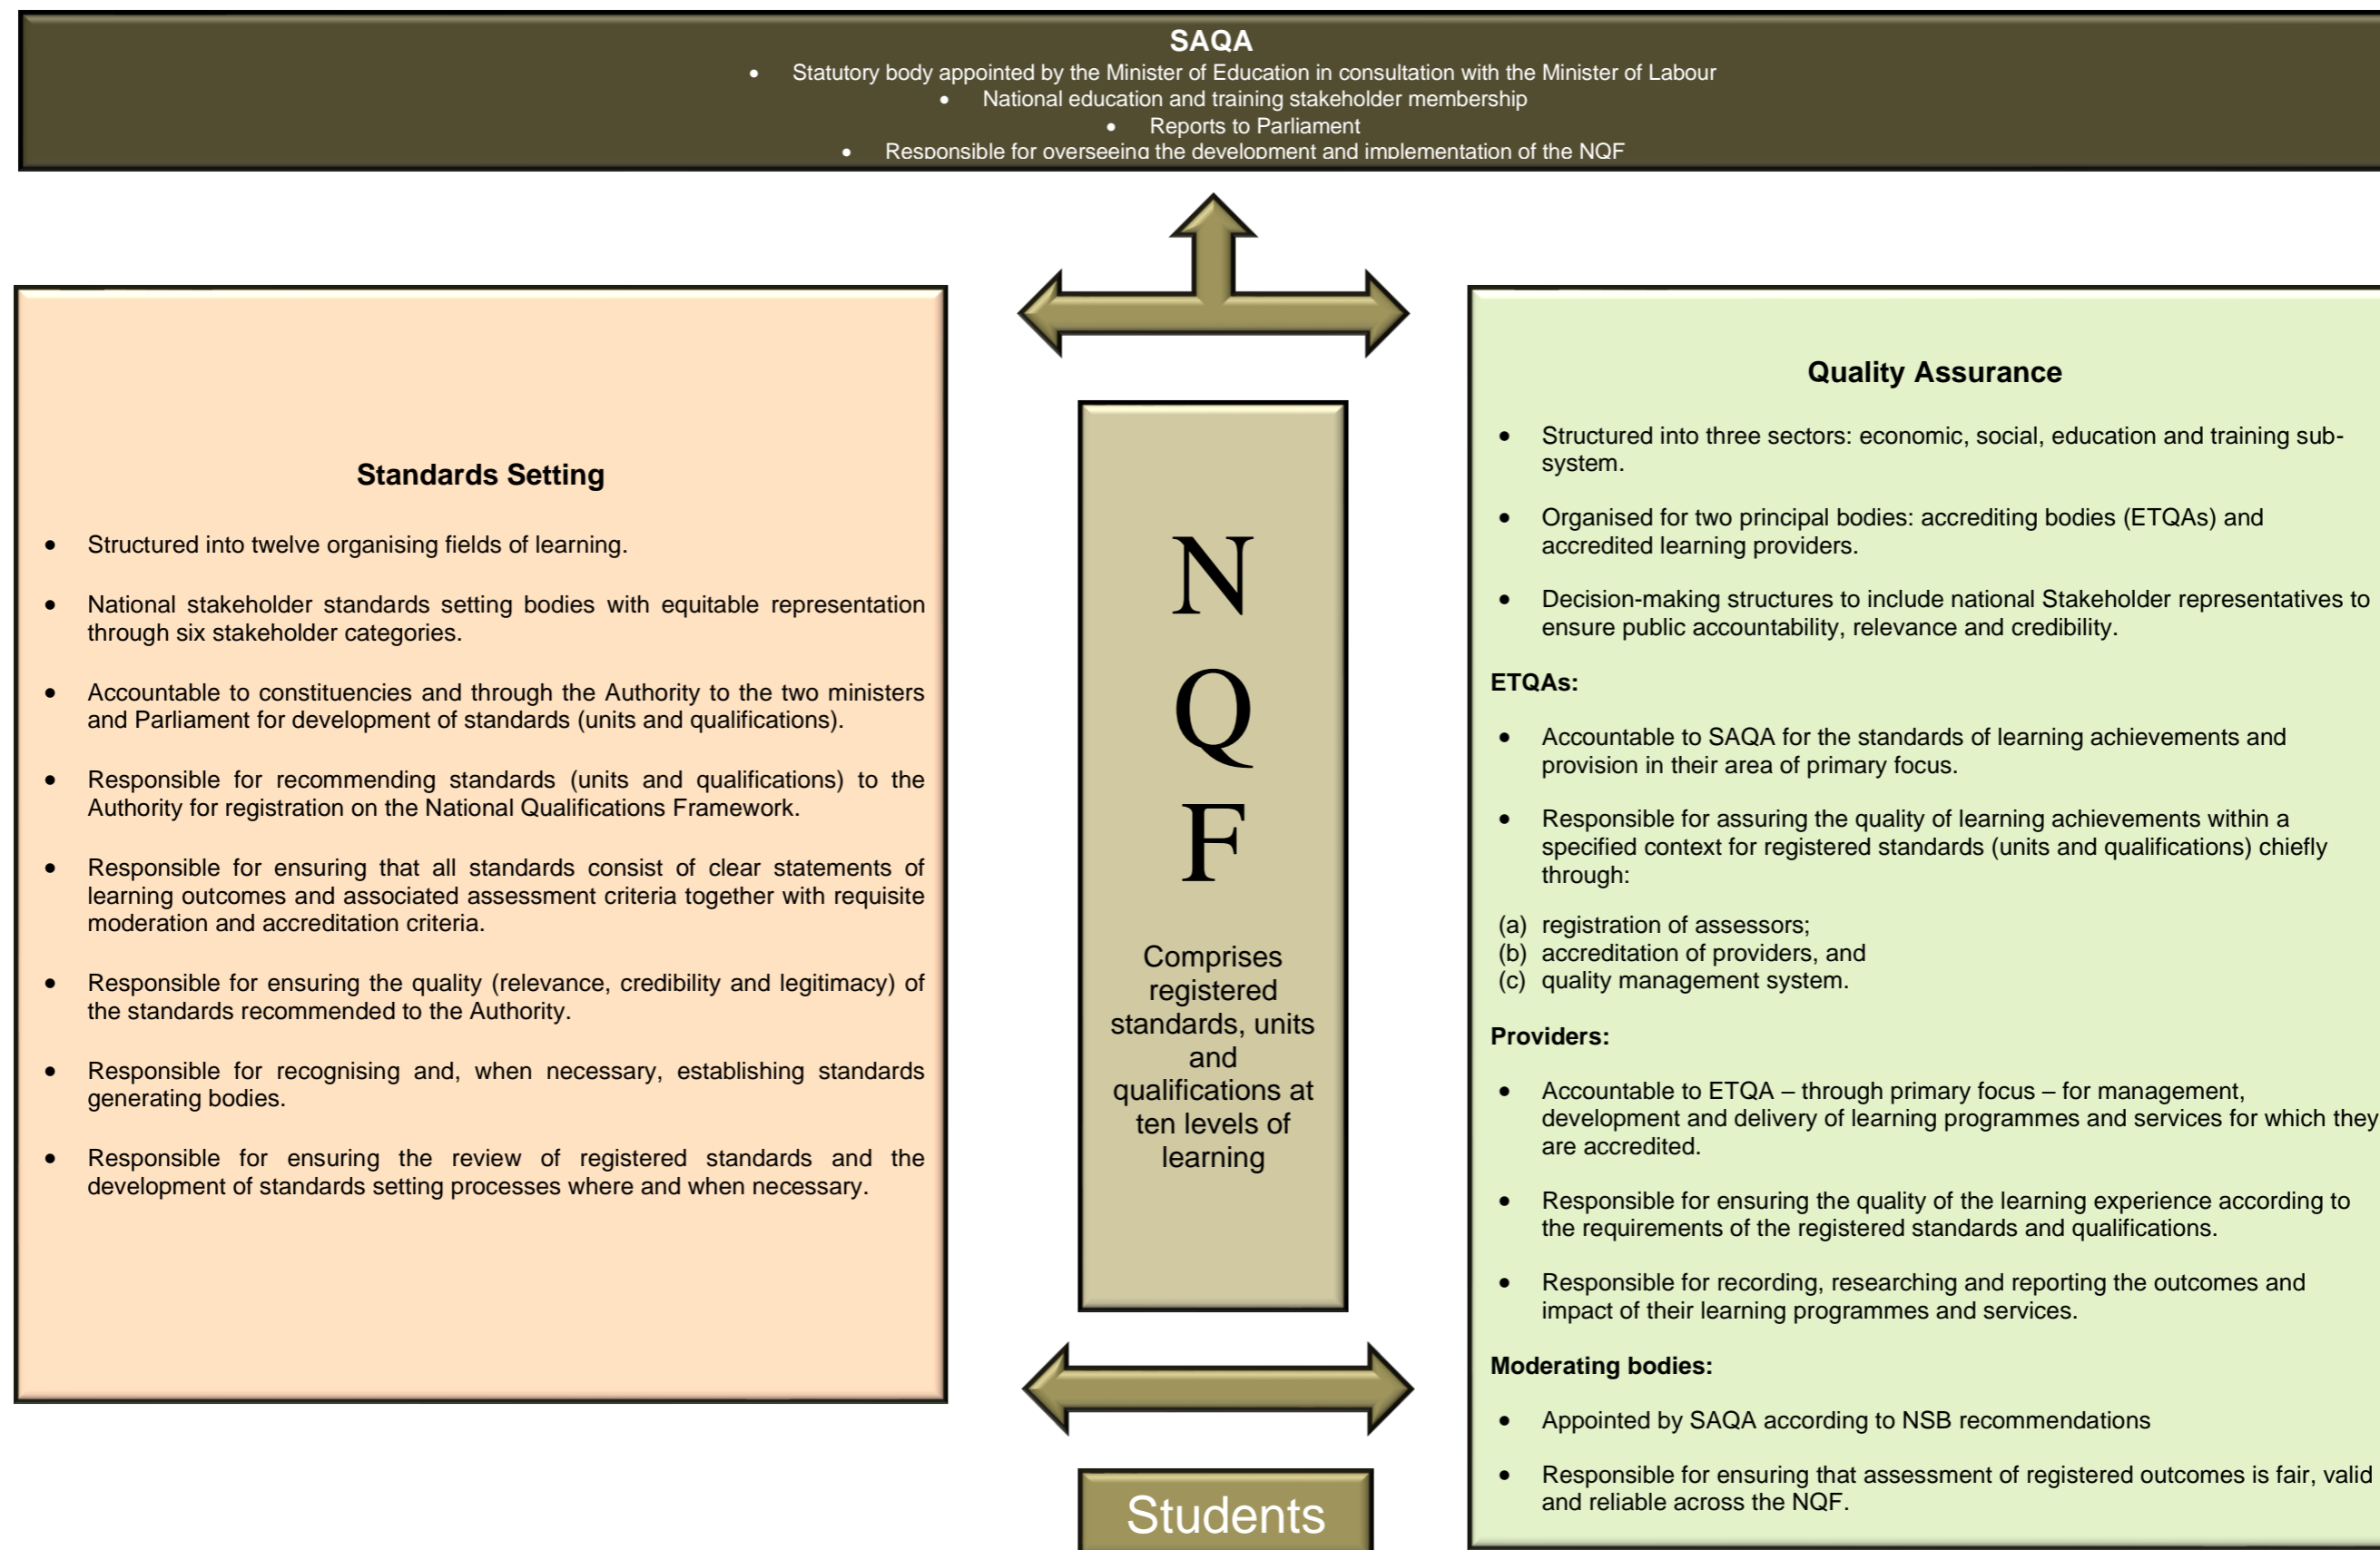 SAQA
• Statutory body appointed by the Minister of Education in consultation with the Minister of Labour
• National education and training stakeholder membership
• Reports to Parliament
• Responsible for overseeing the development and implementation of the NQF
Standards Setting
• Structured into twelve organising fields of learning.
• National stakeholder standards setting bodies with equitable representation
through six stakeholder categories.
• Accountable to constituencies and through the Authority to the two ministers
and Parliament for development of standards (units and qualifications).
• Responsible for recommending standards (units and qualifications) to the
Authority for registration on the National Qualifications Framework.
• Responsible for ensuring that all standards consist of clear statements of
learning outcomes and associated assessment criteria together with requisite
moderation and accreditation criteria.
• Responsible for ensuring the quality (relevance, credibility and legitimacy) of
the standards recommended to the Authority.
• Responsible for recognising and, when necessary, establishing standards
generating bodies.
• Responsible for ensuring the review of registered standards and the
development of standards setting processes where and when necessary.
N
Q
F
Comprises
registered
standards, units
and
qualifications at
ten levels of
learning
Students
Quality Assurance
• Structured into three sectors: economic, social, education and training sub-
system.
• Organised for two principal bodies: accrediting bodies (ETQAs) and
accredited learning providers.
• Decision-making structures to include national Stakeholder representatives to
ensure public accountability, relevance and credibility.
ETQAs:
• Accountable to SAQA for the standards of learning achievements and
provision in their area of primary focus.
• Responsible for assuring the quality of learning achievements within a
specified context for registered standards (units and qualifications) chiefly
through:
(a) registration of assessors;
(b) accreditation of providers, and
(c) quality management system.
Providers:
• Accountable to ETQA – through primary focus – for management,
development and delivery of learning programmes and services for which they
are accredited.
• Responsible for ensuring the quality of the learning experience according to
the requirements of the registered standards and qualifications.
• Responsible for recording, researching and reporting the outcomes and
impact of their learning programmes and services.
Moderating bodies:
• Appointed by SAQA according to NSB recommendations
• Responsible for ensuring that assessment of registered outcomes is fair, valid
and reliable across the NQF.